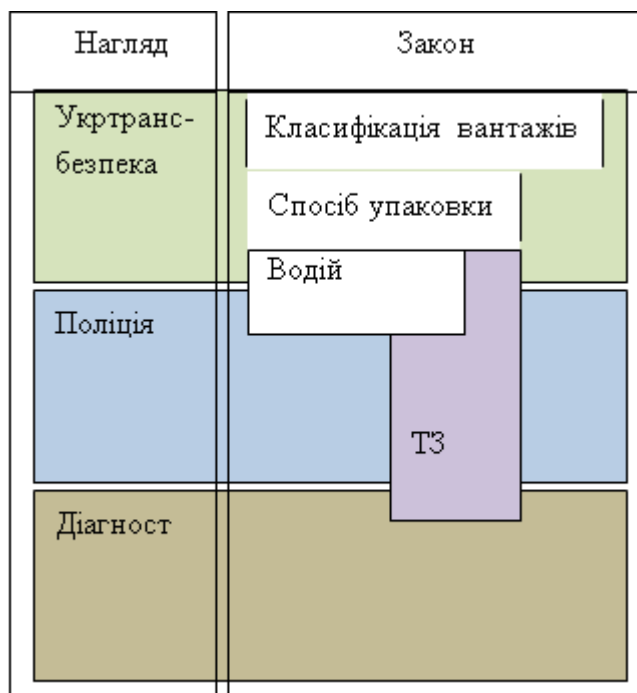 Нагляд
Закон
Укртранс-
безпека
Класифікація вантажів
Спосіб упаковки
Водій
Поліція
ТЗ
Діагност